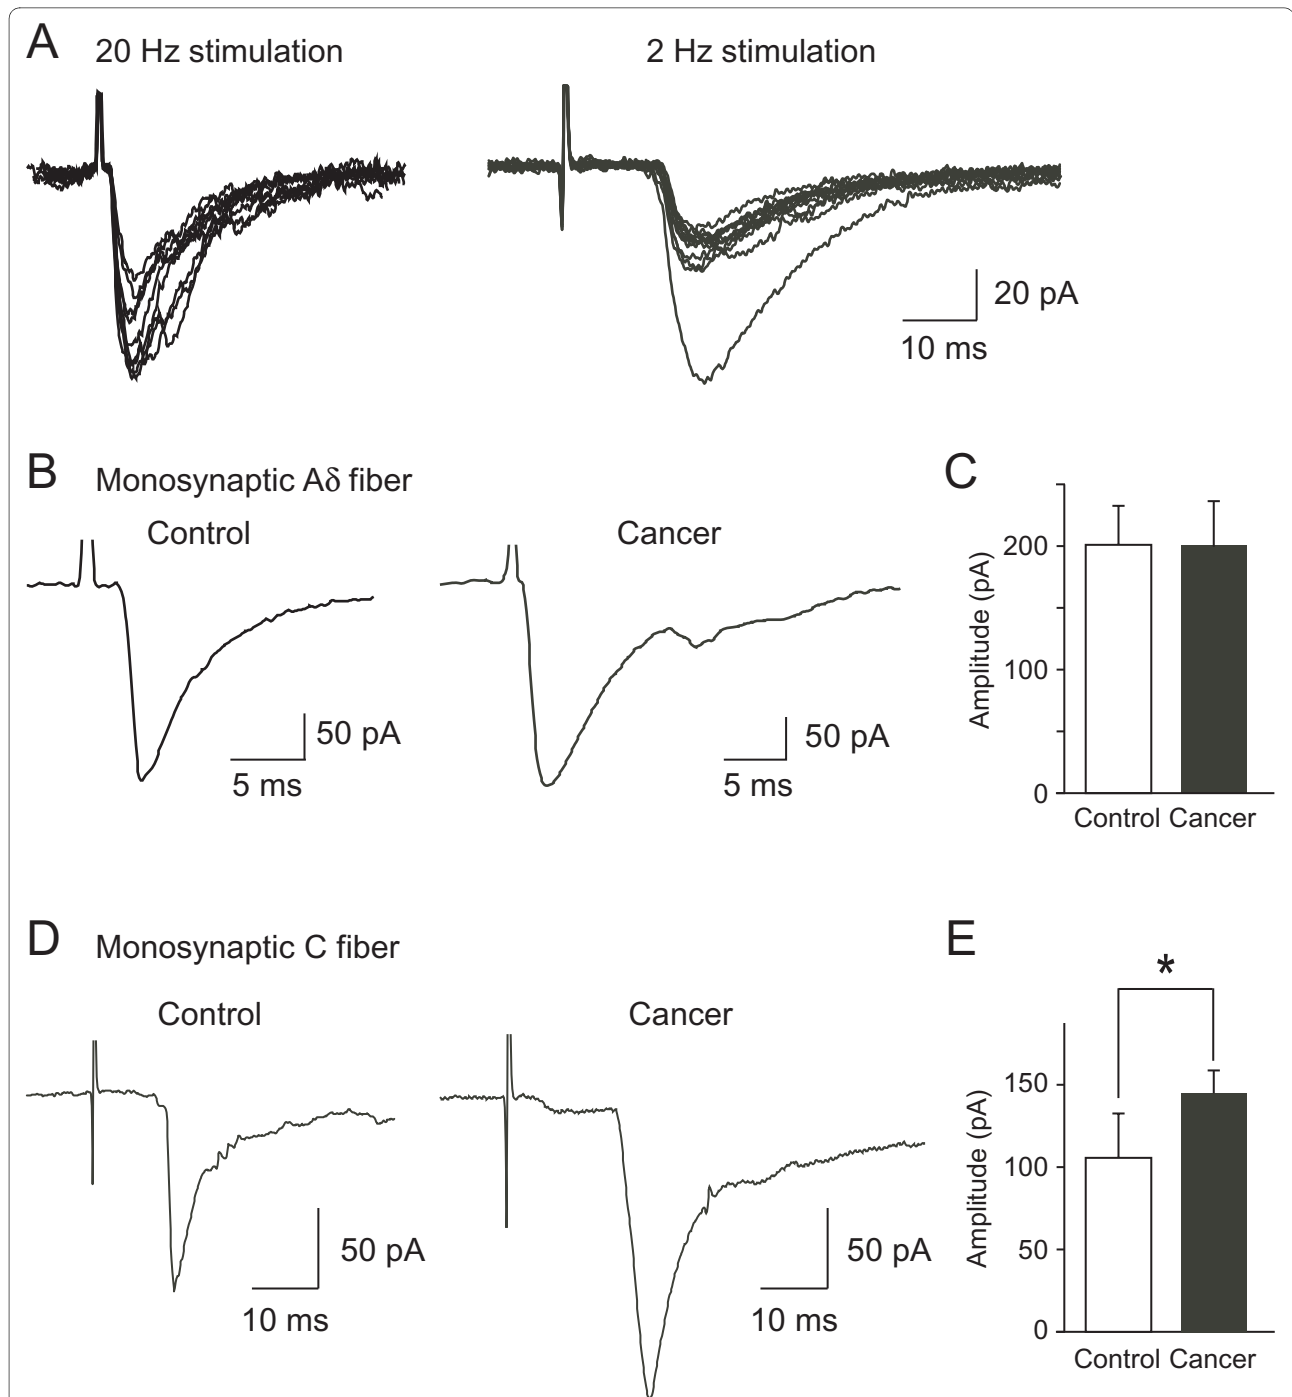 A
20 Hz stimulation
2 Hz stimulation
20 pA
10 ms
B
Monosynaptic Aδ fiber
Control
Cancer
50 pA
5 ms
50 pA
5 ms
C
Amplitude (pA)
200
100
0
Control Cancer
D
Monosynaptic C fiber
Control
Cancer
50 pA
10 ms
50 pA
10 ms
E
*
Amplitude (pA)
150
100
50
0
Control Cancer